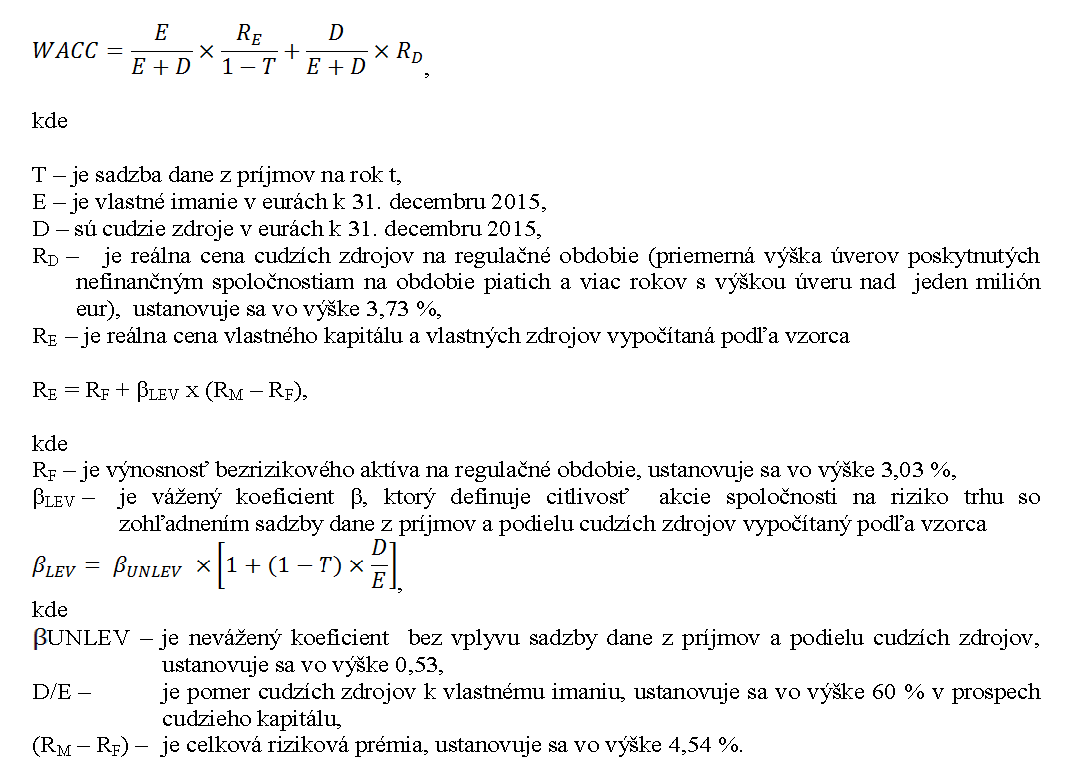 WACC = E/(E + D) × R_E/(1 − T) + D/(E + D) × R_D,
kde
T – je sadzba dane z príjmov na rok t,
E – je vlastné imanie v eurách k 31. decembru 2015,
D – sú cudzie zdroje v eurách k 31. decembru 2015,
R_D – je reálna cena cudzích zdrojov na regulačné obdobie (priemerná výška úverov poskytnutých
nefinančným spoločnostiam na obdobie piatich a viac rokov s výškou úveru nad jeden milión
eur), ustanovuje sa vo výške 3,73 %,
R_E – je reálna cena vlastného kapitálu a vlastných zdrojov vypočítaná podľa vzorca
R_E = R_F + β_LEV x (R_M – R_F),
kde
R_F – je výnosnosť bezrizikového aktíva na regulačné obdobie, ustanovuje sa vo výške 3,03 %,
β_LEV – je vážený koeficient β, ktorý definuje citlivosť akcie spoločnosti na riziko trhu so
zohľadnením sadzby dane z príjmov a podielu cudzích zdrojov vypočítaný podľa vzorca
β_LEV = β_UNLEV × [1 + (1 − T) × D/E],
kde
βUNLEV – je nevážený koeficient bez vplyvu sadzby dane z príjmov a podielu cudzích zdrojov,
ustanovuje sa vo výške 0,53,
D/E – je pomer cudzích zdrojov k vlastnému imaniu, ustanovuje sa vo výške 60 % v prospech
cudzieho kapitálu,
(R_M – R_F) – je celková riziková prémia, ustanovuje sa vo výške 4,54 %.